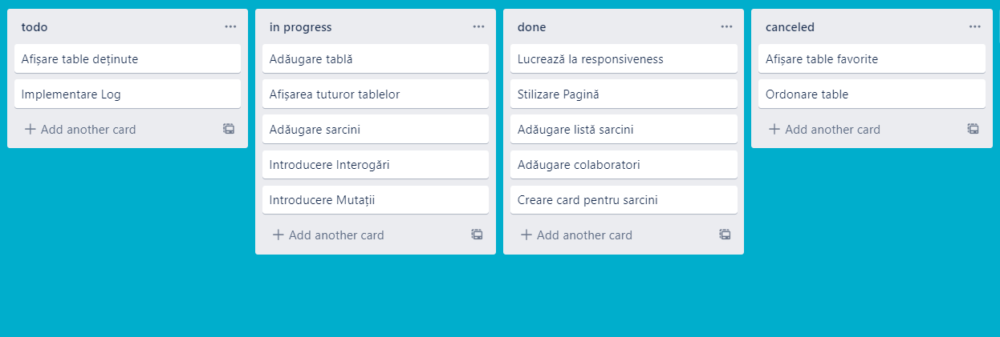 todo
Afișare table deținute
Implementare Log
Add another card
in progress
Adăugare tablă
Afișarea tuturor tablelor
Adăugare sarcini
Introducere Interogări
Introducere Mutații
Add another card
done
Lucrează la responsiveness
Stilizare Pagină
Adăugare listă sarcini
Adăugare colaboratori
Creare card pentru sarcini
Add another card
canceled
Afișare table favorite
Ordonare table
Add another card